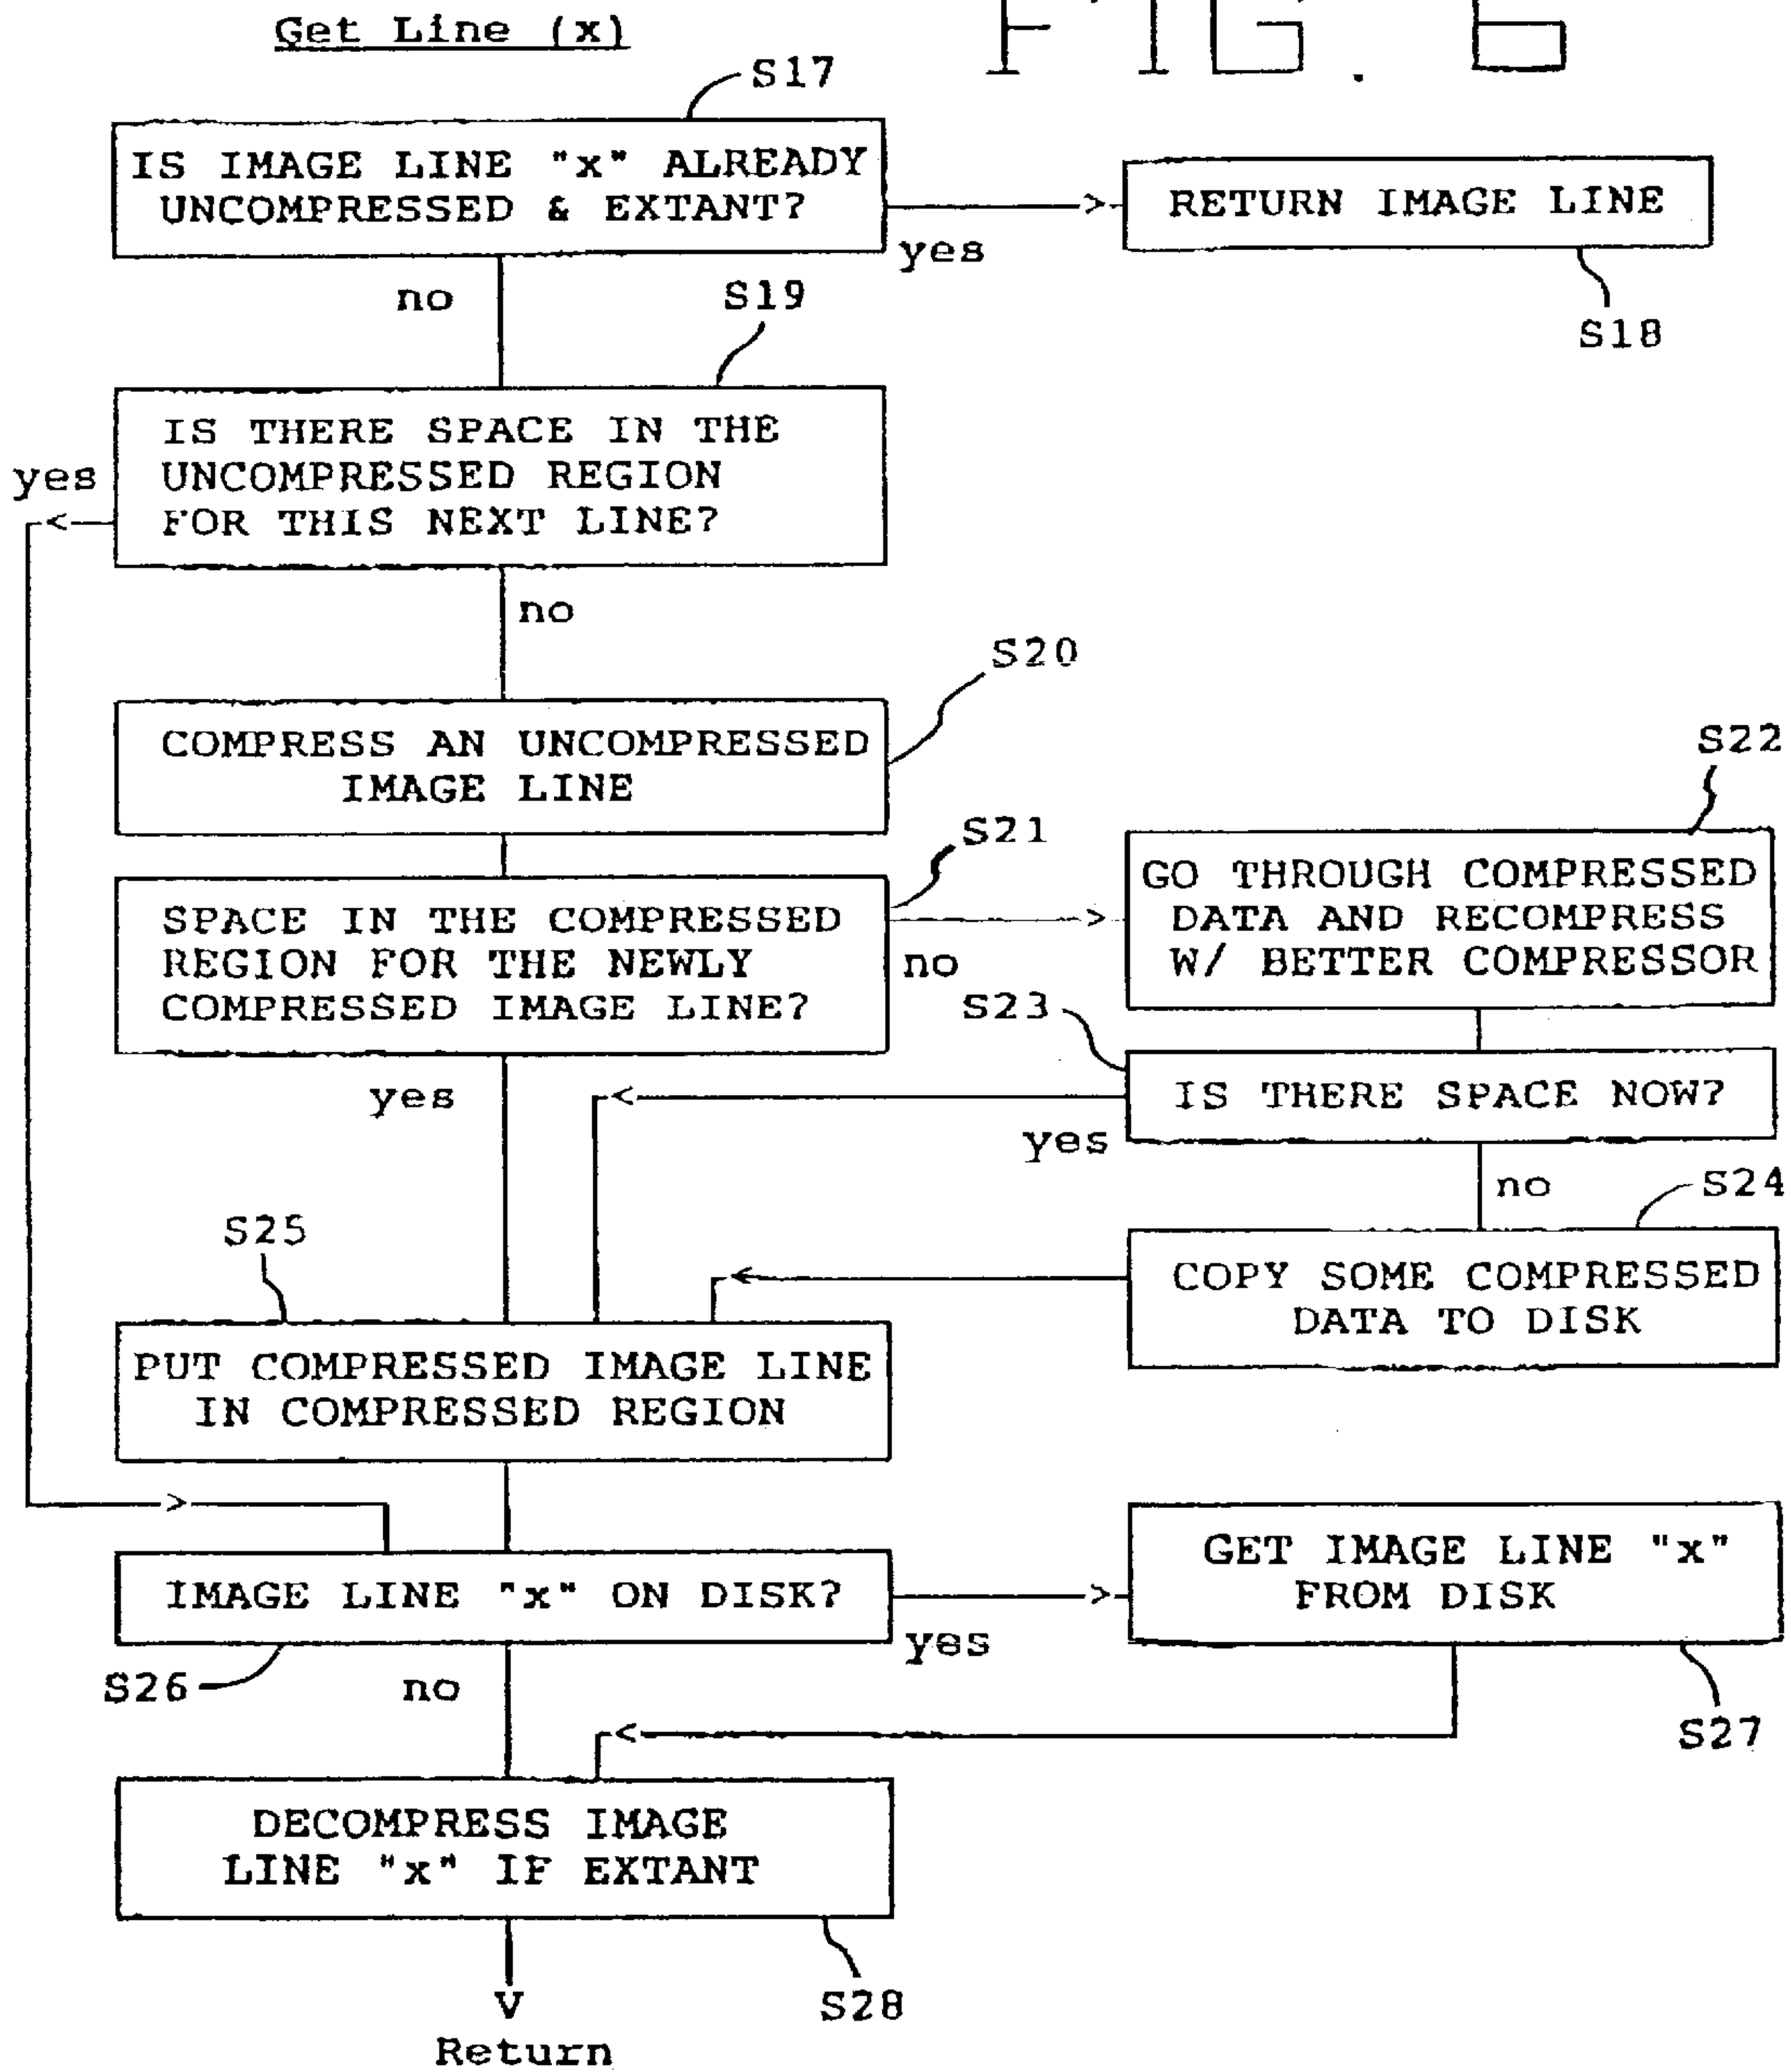 Get Line (x)
FIG. 6
S17
IS IMAGE LINE "x" ALREADY
UNCOMPRESSED & EXTANT?
yes
RETURN IMAGE LINE
S18
no
S19
IS THERE SPACE IN THE
UNCOMPRESSED REGION
FOR THIS NEXT LINE?
yes
no
S20
COMPRESS AN UNCOMPRESSED
IMAGE LINE
S21
SPACE IN THE COMPRESSED
REGION FOR THE NEWLY
COMPRESSED IMAGE LINE?
no
S22
GO THROUGH COMPRESSED
DATA AND RECOMPRESS
W/ BETTER COMPRESSOR
S23
IS THERE SPACE NOW?
yes
yes
no
S24
COPY SOME COMPRESSED
DATA TO DISK
S25
PUT COMPRESSED IMAGE LINE
IN COMPRESSED REGION
IMAGE LINE "x" ON DISK?
yes
GET IMAGE LINE "x"
FROM DISK
S26
no
S27
DECOMPRESS IMAGE
LINE "x" IF EXTANT
S28
Return